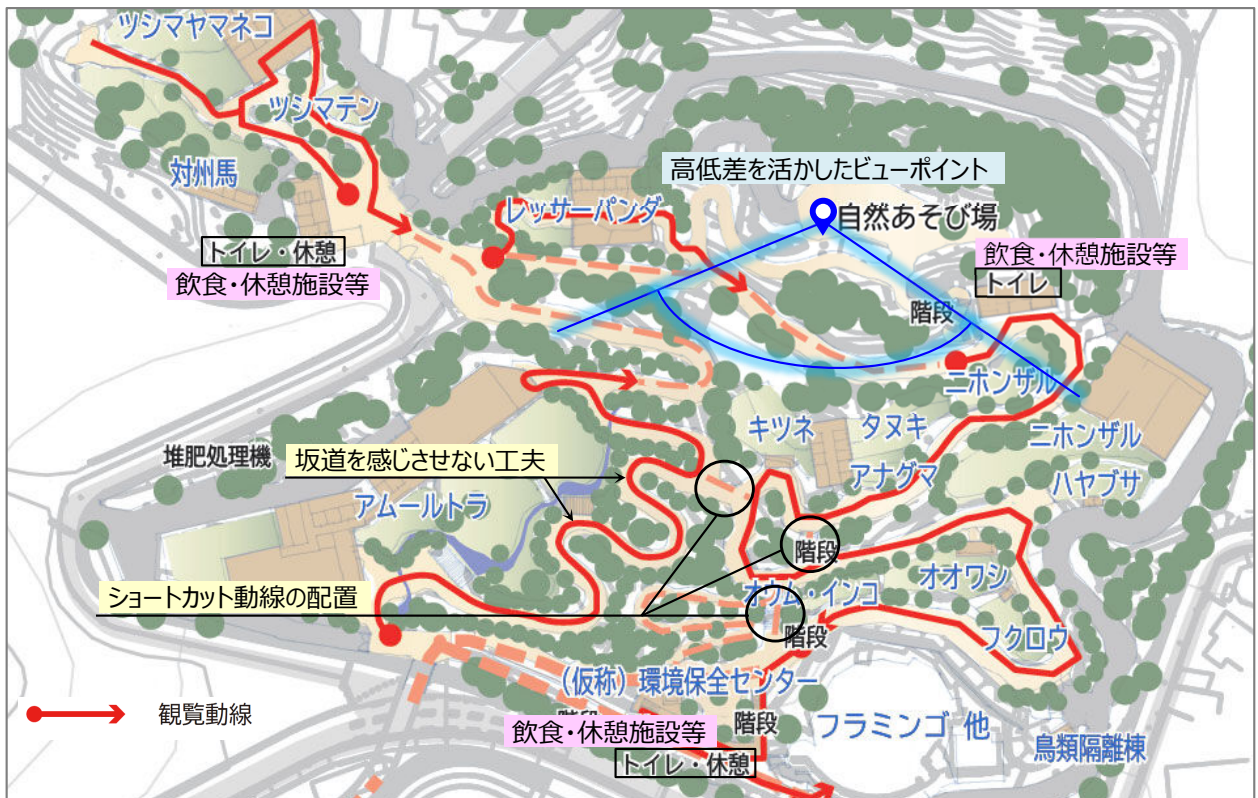 ツシマヤマネコ
ツシマテン
対州馬
高低差を活かしたビューポイント
レッサーパンダ
自然あそび場
トイレ・休憩
飲食・休憩施設等
飲食・休憩施設等
トイレ
階段
ニホンザル
キツネ
タヌキ
ニホンザル
堆肥処理機
坂道を感じさせない工夫
アナグマ
ハヤブサ
アムールトラ
階段
オオワシ
ショートカット動線の配置
オウム・インコ
階段
フクロウ
(仮称)環境保全センター
観覧動線
階段
飲食・休憩施設等
階段
フラミンゴ 他
トイレ・休憩
鳥類隔離棟